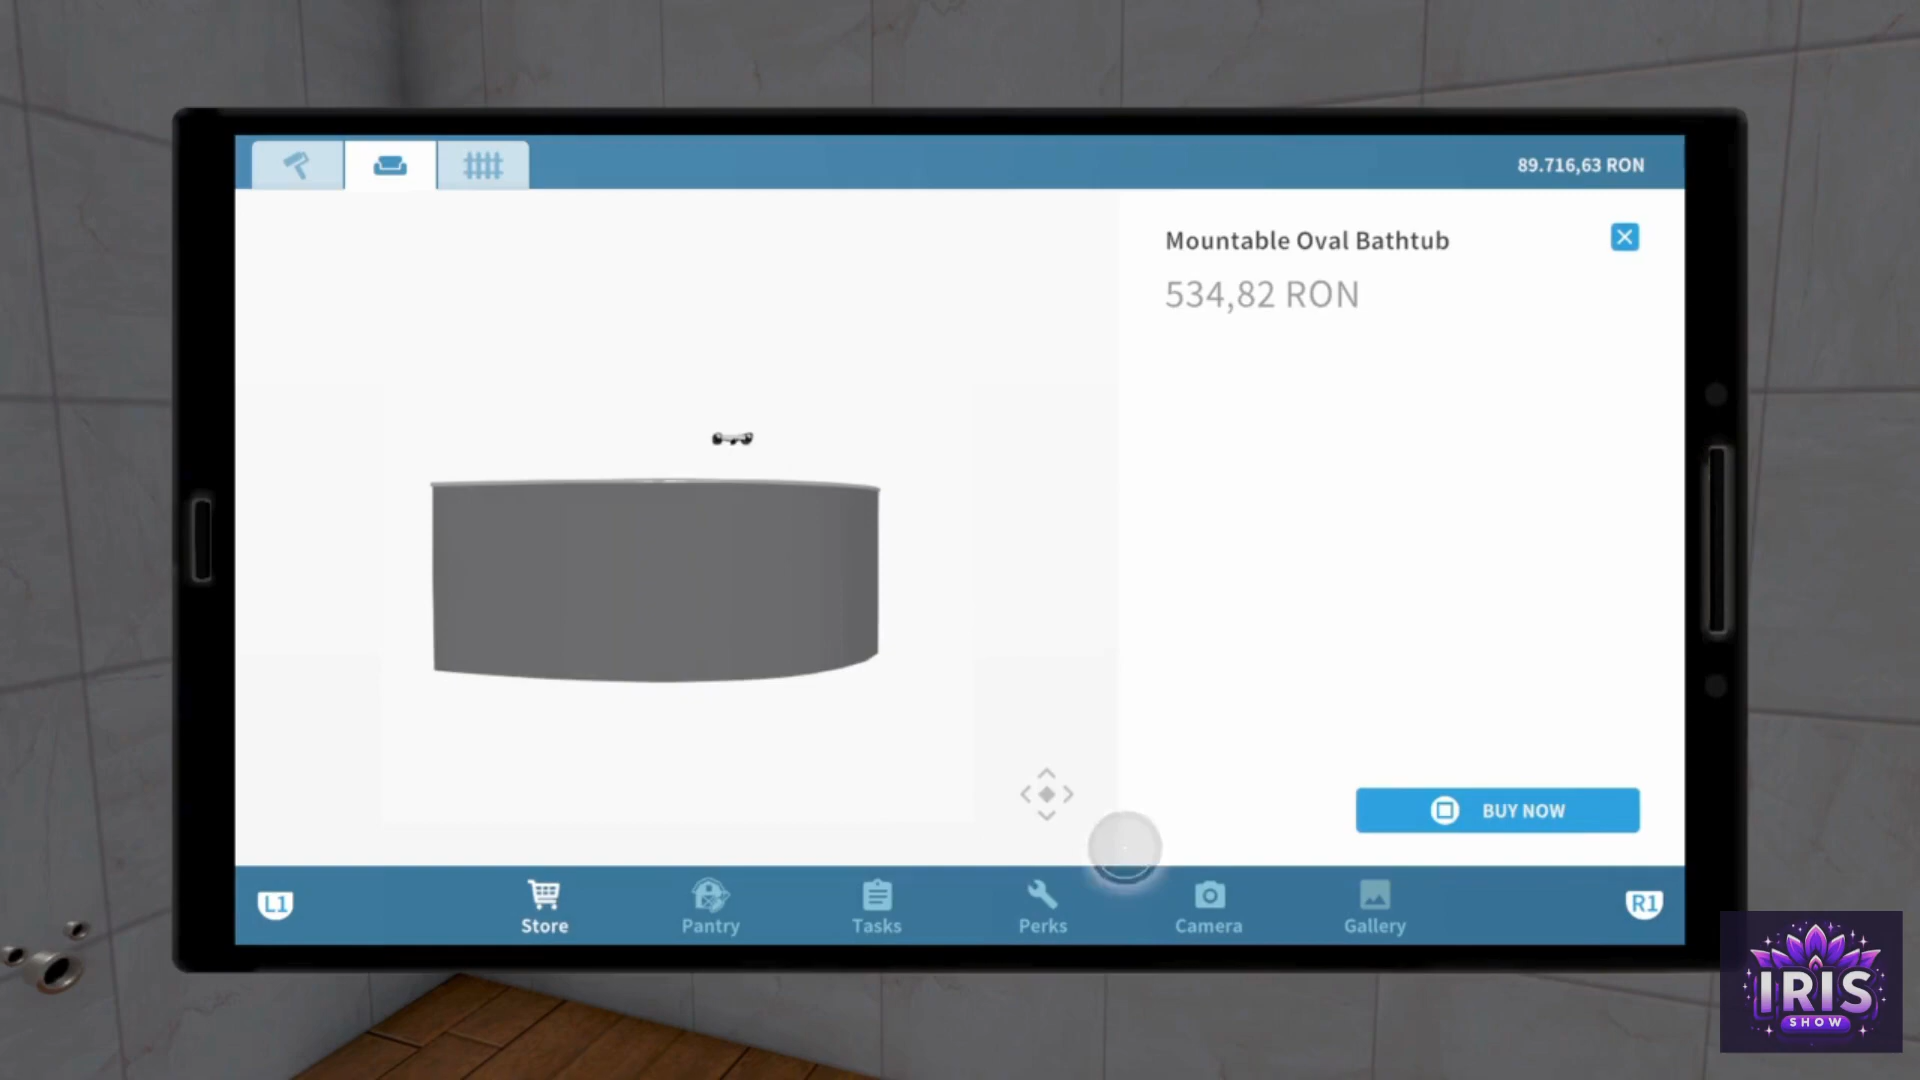 89.716,63 RON
Mountable Oval Bathtub
534,82 RON
BUY NOW
L1
Store
Pantry
Tasks
Perks
Camera
Gallery
R1
IRIS
SHOW